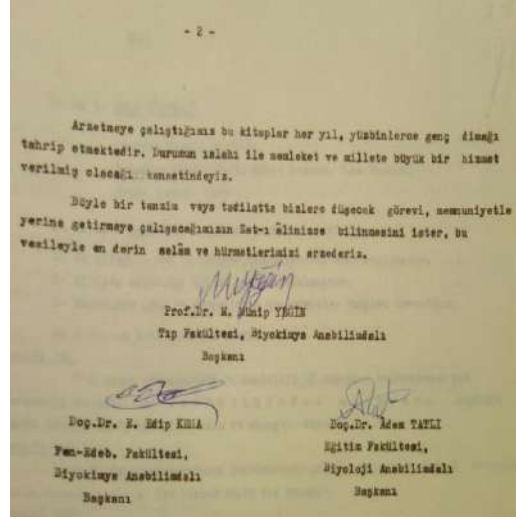 - 2 -
Arzetmeye çalıştığımız bu kitaplar her yıl, yüzbinlerce genç dimağı
tahrip etmektedir. Durumun ıslahı ile memleket ve millete büyük bir hizmet
verilmiş olacağı kanaatindeyiz.
Böyle bir tanzim veya tadilatta bizlere düşecek görevi, memnuniyetle
yerine getirmeye çalışacağımızın Zat-ı âlinizce bilinmesini ister, bu
vesileyle en derin selâm ve hürmetlerimizi arzederiz.
Prof.Dr. M. Münip YEĞİN
Tıp Fakültesi, Biyokimya Anabilimdalı
Başkanı
Doç.Dr. E. Edip KEHA
Fen-Edeb. Fakültesi,
Biyokimya Anabilimdalı
Başkanı
Doç.Dr. Adem TATLI
Eğitim Fakültesi,
Biyoloji Anabilimdalı
Başkanı